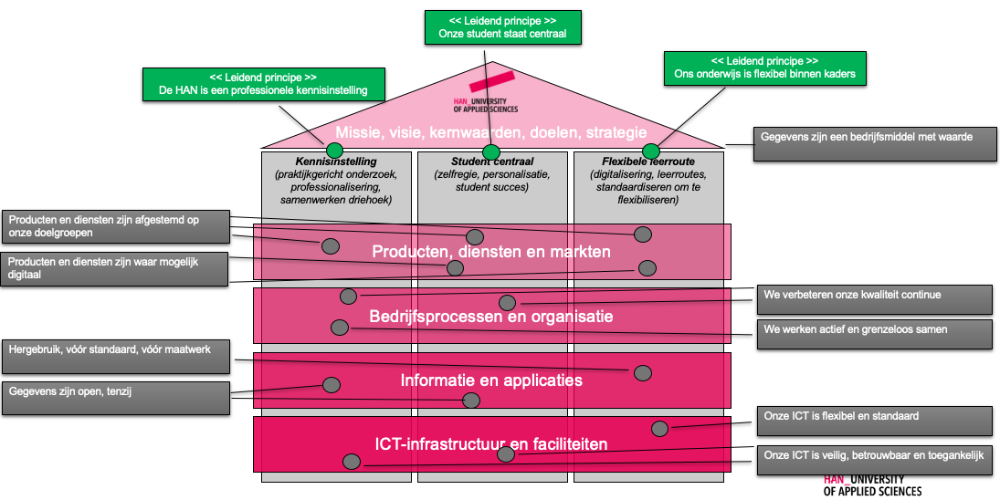 << Leidend principe >>
Onze student staat centraal
<< Leidend principe >>
Ons onderwijs is flexibel binnen kaders
<< Leidend principe >>
De HAN is een professionele kennisinstelling
HAN_UNIVERSITY
OF APPLIED SCIENCES
Missie, visie, kernwaarden, doelen, strategie
Gegevens zijn een bedrijfsmiddel met waarde
Kennisinstelling
(praktijkgericht onderzoek,
professionalisering,
samenwerken driehoek)
Student centraal
(zelfregie, personalisatie,
student succes)
Flexibele leerroute
(digitalisering, leerroutes,
standaardiseren om te
flexibiliseren)
Producten en diensten zijn afgestemd op
onze doelgroepen
Producten, diensten en markten
Producten en diensten zijn waar mogelijk
digitaal
We verbeteren onze kwaliteit continue
Bedrijfsprocessen en organisatie
We werken actief en grenzeloos samen
Hergebruik, vóór standaard, vóór maatwerk
Informatie en applicaties
Gegevens zijn open, tenzij
Onze ICT is flexibel en standaard
ICT-infrastructuur en faciliteiten
Onze ICT is veilig, betrouwbaar en toegankelijk
HAN_UNIVERSITY
OF APPLIED SCIENCES